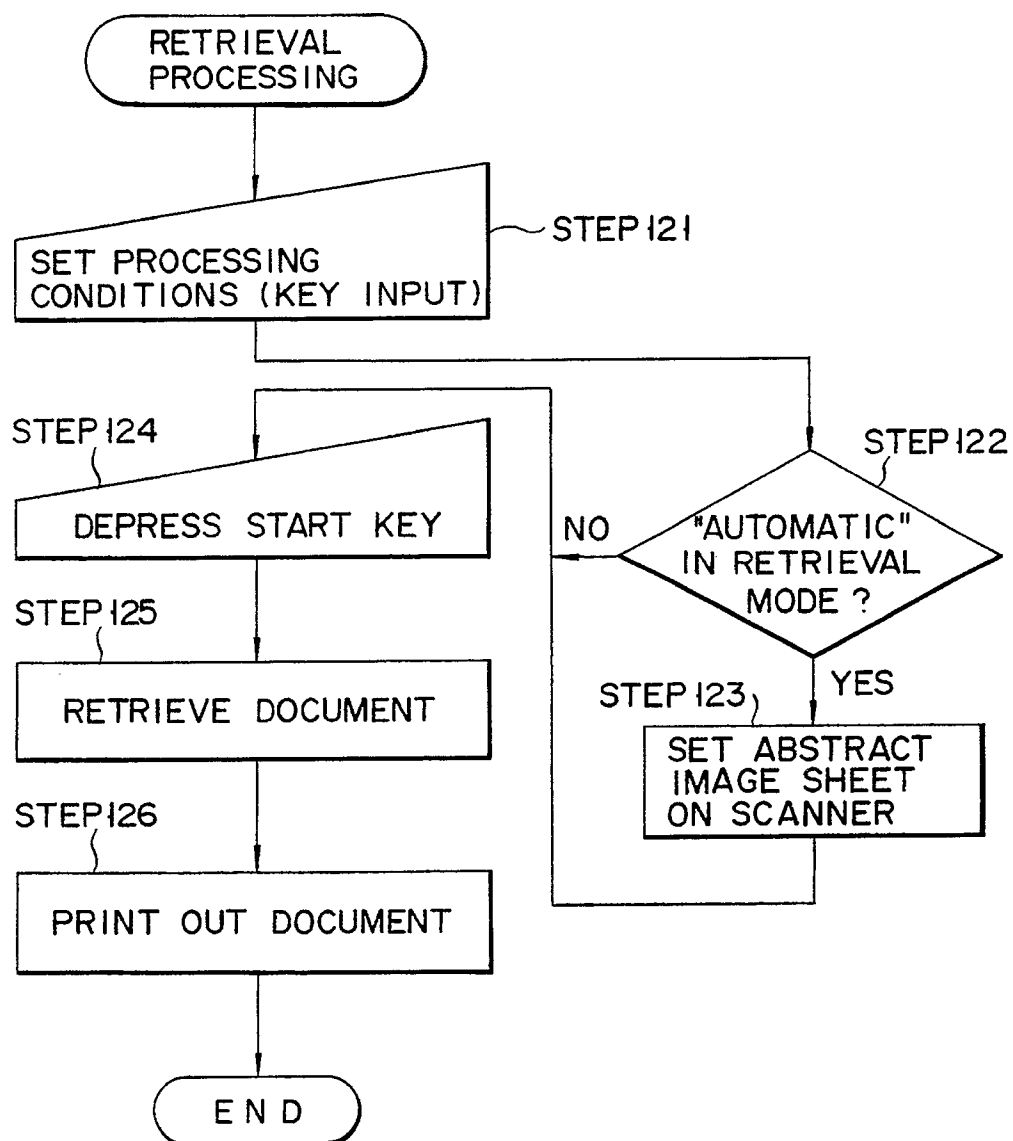 RETRIEVAL
PROCESSING
STEP 121
SET PROCESSING
CONDITIONS (KEY INPUT)
STEP 122
"AUTOMATIC"
IN RETRIEVAL
MODE ?
NO
YES
STEP 123
SET ABSTRACT
IMAGE SHEET
ON SCANNER
STEP 124
DEPRESS START KEY
STEP 125
RETRIEVE DOCUMENT
STEP 126
PRINT OUT DOCUMENT
END